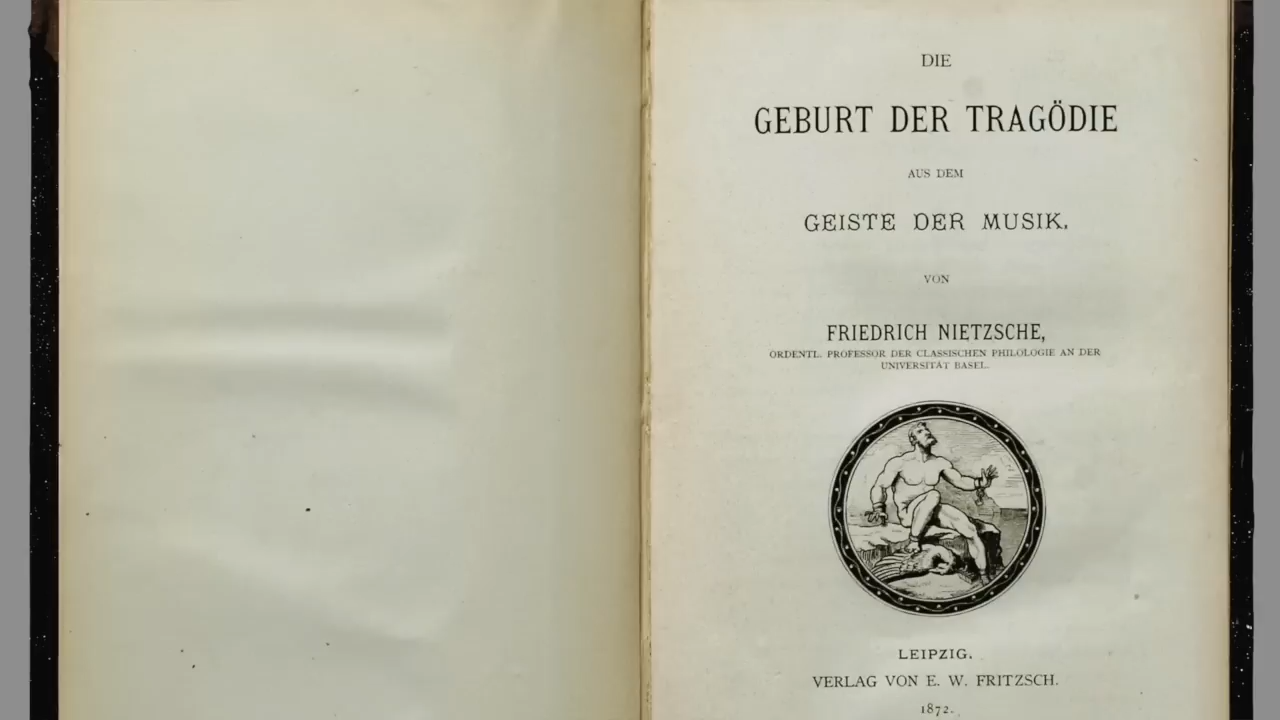 DIE
GEBURT DER TRAGÖDIE
AUS DEM
GEISTE DER MUSIK.
VON
FRIEDRICH NIETZSCHE,
ORDENTL. PROFESSOR DER CLASSISCHEN PHILOLOGIE AN DER
UNIVERSITÄT BASEL.
LEIPZIG.
VERLAG VON E. W. FRITZSCH.
1872.